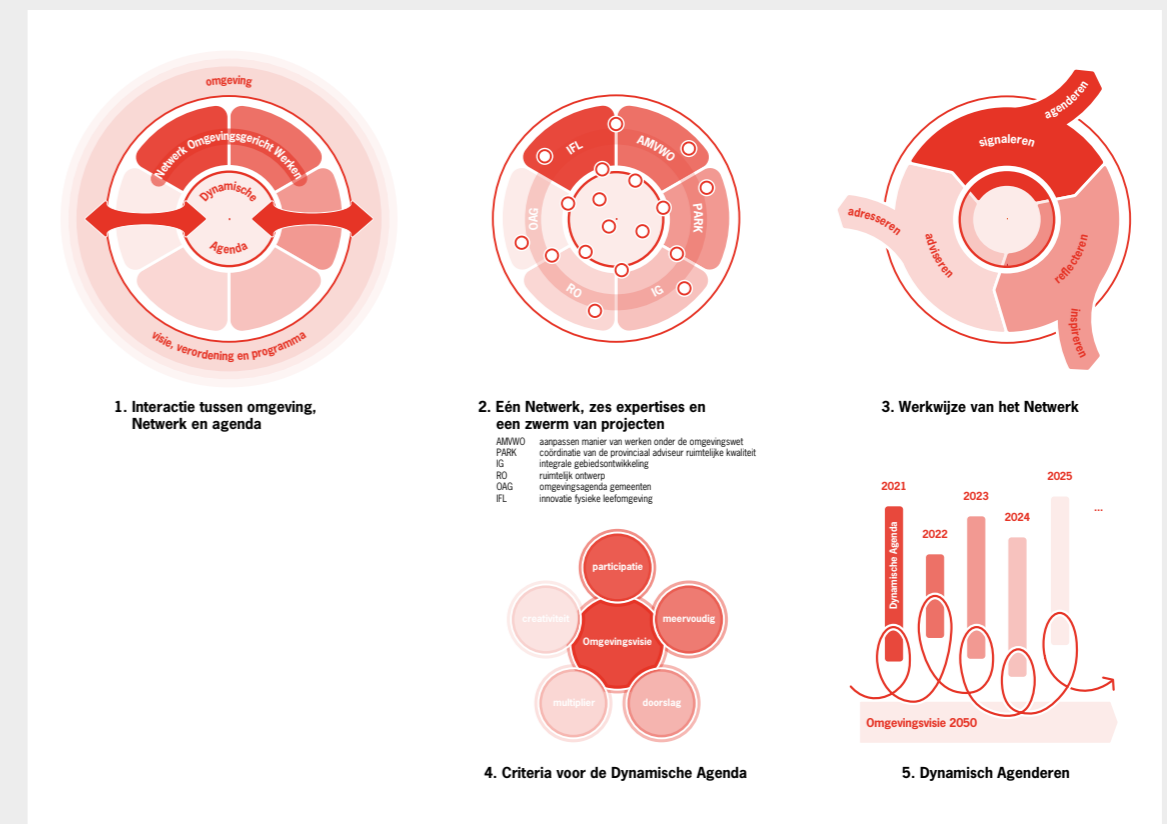 omgeving
Netwerk Omgevingsgericht Werken
Dynamische
Agenda
visie, verordening en programma
1. Interactie tussen omgeving,
Netwerk en agenda
IFL
AMVWO
OAG
PARK
RO
IG
2. Eén Netwerk, zes expertises en
een zwerm van projecten
AMVWO aanpassen manier van werken onder de omgevingswet
PARK coördinatie van de provinciaal adviseur ruimtelijke kwaliteit
IG integrale gebiedsontwikkeling
RO ruimtelijk ontwerp
OAG omgevingsagenda gemeenten
IFL innovatie fysieke leefomgeving
agenderen
signaleren
adresseren
adviseren
reflecteren
inspireren
3. Werkwijze van het Netwerk
participatie
creativiteit
meervoudig
Omgevingsvisie
multiplier
doorslag
4. Criteria voor de Dynamische Agenda
2021
2022
2023
2024
2025
...
Dynamische Agenda
Omgevingsvisie 2050
5. Dynamisch Agenderen